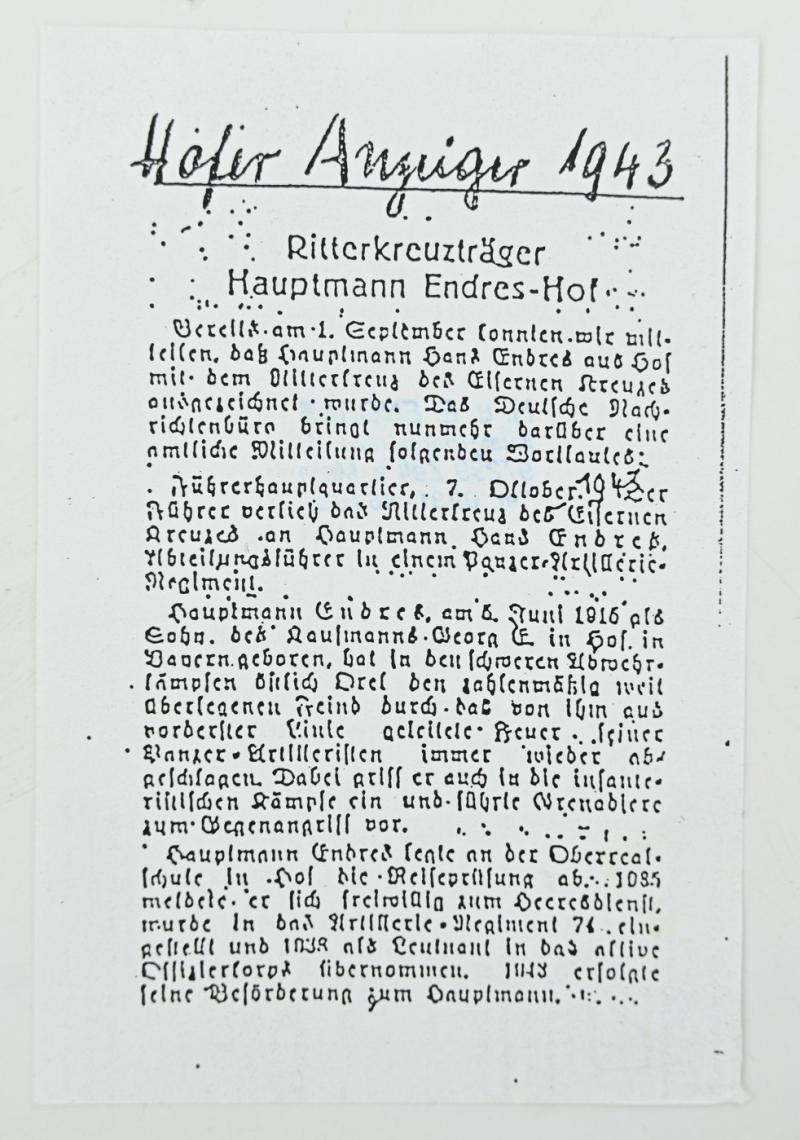 Hofer Anzeiger 1943
Ritterkreuzträger
Hauptmann Endres-Hof
Bereits am 1. September konnten wir mit-
teilen, daß Hauptmann Hans Endres aus Hof
mit dem Ritterkreuz des Eisernen Kreuzes
ausgezeichnet wurde. Das Deutsche Nach-
richtenbüro bringt nunmehr darüber eine
amtliche Mitteilung folgenden Wortlautes:
Führerhauptquartier, 7. Oktober. 1943 Der
Führer verlieh das Ritterkreuz des Eisernen
Kreuzes an Hauptmann Hans Endres,
Abteilungsführer in einem Panzer-Artillerie-
Regiment.
Hauptmann Endres, am 5. Juni 1916 als
Sohn des Kaufmanns Georg E. in Hof in
Bayern geboren, hat in den schweren Abwehr-
kämpfen östlich Orel den zahlenmäßig weit
überlegenen Feind durch das von ihm aus
vorderster Linie geleitete Feuer seiner
Panzer-Artilleristen immer wieder ab-
geschlagen. Dabei griff er auch in die infante-
ristischen Kämpfe ein und führte Grenadiere
zum Gegenangriff vor.
Hauptmann Endres legte an der Oberreal-
schule in Hof die Reifeprüfung ab. 1935
meldete er sich freiwillig zum Heeresdienst,
wurde in das Artillerie-Regiment 74 ein-
gestellt und 1938 als Leutnant in das aktive
Offizierkorps übernommen. 1943 erfolgte
seine Beförderung zum Hauptmann.